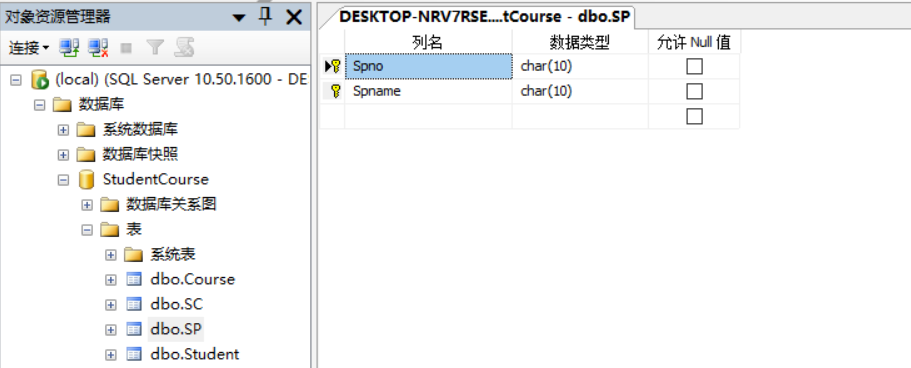 对象资源管理器
连接
(local) (SQL Server 10.50.1600 - DE
数据库
系统数据库
数据库快照
StudentCourse
数据库关系图
表
系统表
dbo.Course
dbo.SC
dbo.SP
dbo.Student
DESKTOP-NRV7RSE....tCourse - dbo.SP
列名 数据类型 允许 Null 值
Spno char(10)
Spname char(10)